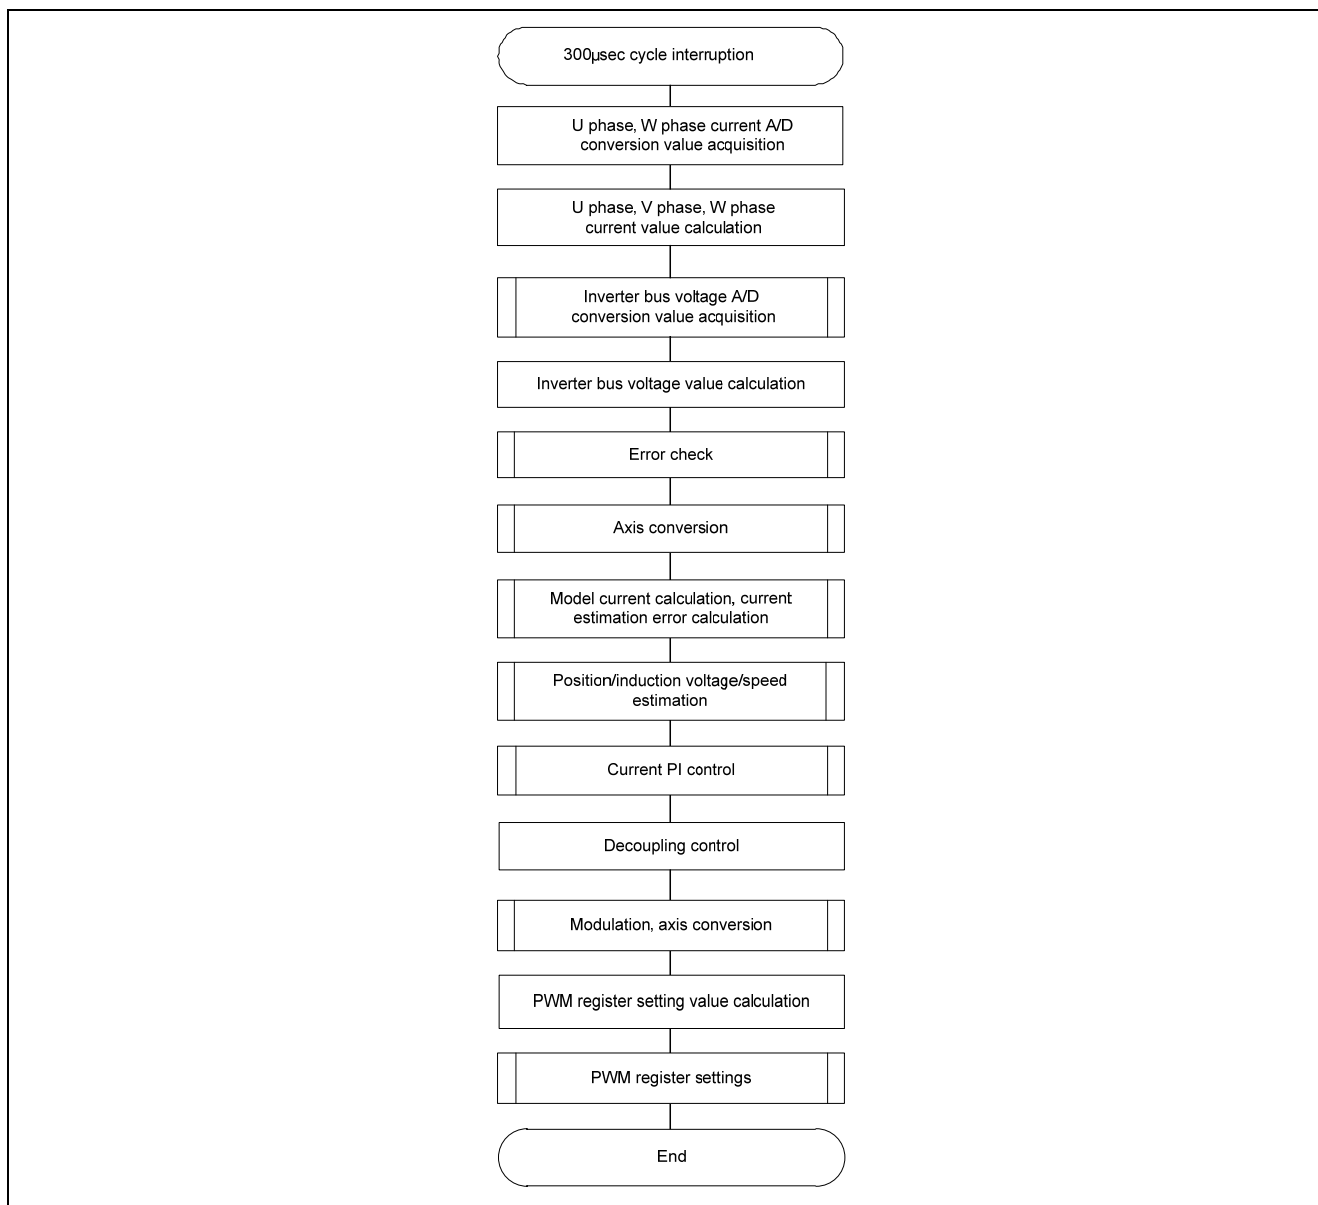 300µsec cycle interruption
U phase, W phase current A/D
conversion value acquisition
U phase, V phase, W phase
current value calculation
Inverter bus voltage A/D
conversion value acquisition
Inverter bus voltage value calculation
Error check
Axis conversion
Model current calculation, current
estimation error calculation
Position/induction voltage/speed
estimation
Current PI control
Decoupling control
Modulation, axis conversion
PWM register setting value calculation
PWM register settings
End